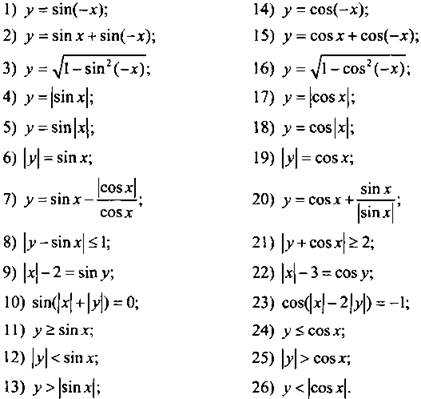 1) y = sin(−x);
2) y = sin x + sin(−x);
3) y = √(1 − sin²(−x));
4) y = |sin x|;
5) y = sin|x|;
6) |y| = sin x;
7) y = sin x − |cos x|/cos x;
8) |y − sin x| ≤ 1;
9) |x| − 2 = sin y;
10) sin(|x| + |y|) = 0;
11) y ≥ sin x;
12) |y| < sin x;
13) y > |sin x|;
14) y = cos(−x);
15) y = cos x + cos(−x);
16) y = √(1 − cos²(−x));
17) y = |cos x|;
18) y = cos|x|;
19) |y| = cos x;
20) y = cos x + sin x/|sin x|;
21) |y + cos x| ≥ 2;
22) |x| − 3 = cos y;
23) cos(|x| − 2|y|) = −1;
24) y ≤ cos x;
25) |y| > cos x;
26) y < |cos x|.